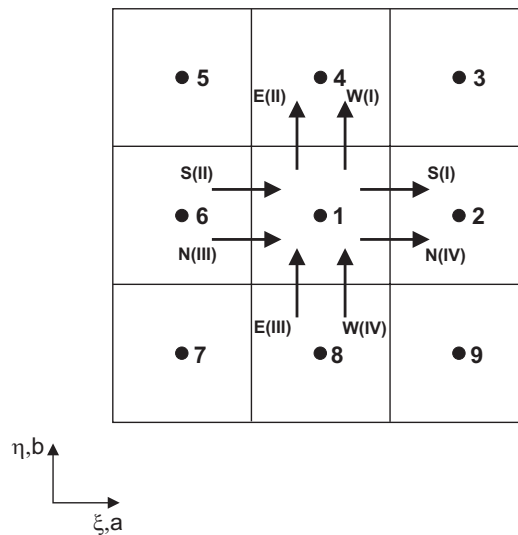 5 4 3
E(II) W(I)
S(II) S(I)
6 1 2
N(III) N(IV)
E(III) W(IV)
7 8 9
η,b
ξ,a